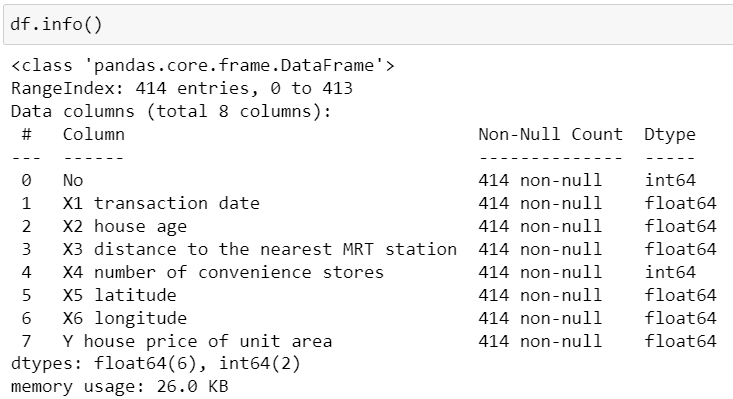 df.info()
<class 'pandas.core.frame.DataFrame'>
RangeIndex: 414 entries, 0 to 413
Data columns (total 8 columns):
 #   Column                                  Non-Null Count  Dtype
---  ------                                  --------------  -----
 0   No                                      414 non-null    int64
 1   X1 transaction date                     414 non-null    float64
 2   X2 house age                            414 non-null    float64
 3   X3 distance to the nearest MRT station  414 non-null    float64
 4   X4 number of convenience stores         414 non-null    int64
 5   X5 latitude                             414 non-null    float64
 6   X6 longitude                            414 non-null    float64
 7   Y house price of unit area              414 non-null    float64
dtypes: float64(6), int64(2)
memory usage: 26.0 KB